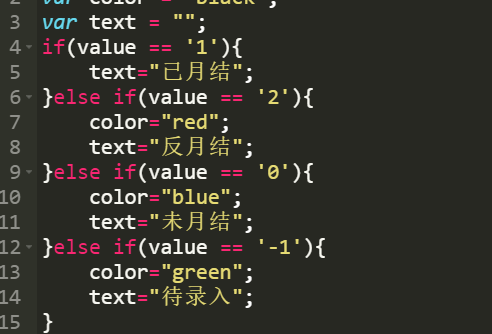 2 var color = "black";
3 var text = "";
4 if(value == '1'){
5 text="已月结";
6 }else if(value == '2'){
7 color="red";
8 text="反月结";
9 }else if(value == '0'){
10 color="blue";
11 text="未月结";
12 }else if(value == '-1'){
13 color="green";
14 text="待录入";
15 }